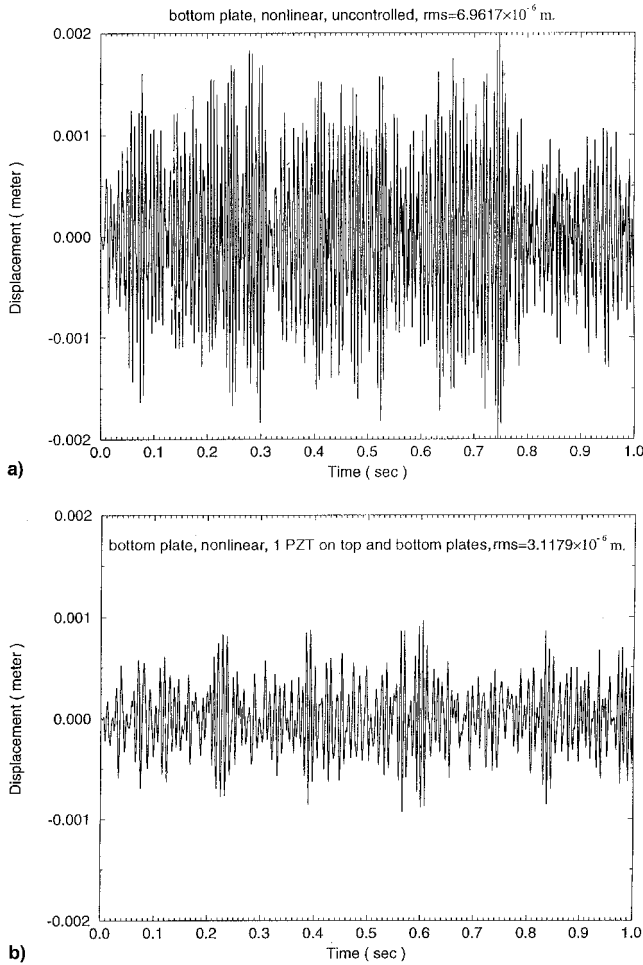 bottom plate, nonlinear, uncontrolled, rms=6.9617×10⁻⁶ m.
0.002
0.001
0.000
-0.001
-0.002
Displacement ( meter )
0.0 0.1 0.2 0.3 0.4 0.5 0.6 0.7 0.8 0.9 1.0
a)
Time ( sec )
0.002
bottom plate, nonlinear, 1 PZT on top and bottom plates, rms=3.1179×10⁻⁶ m.
0.001
0.000
-0.001
-0.002
Displacement ( meter )
0.0 0.1 0.2 0.3 0.4 0.5 0.6 0.7 0.8 0.9 1.0
b)
Time ( sec )